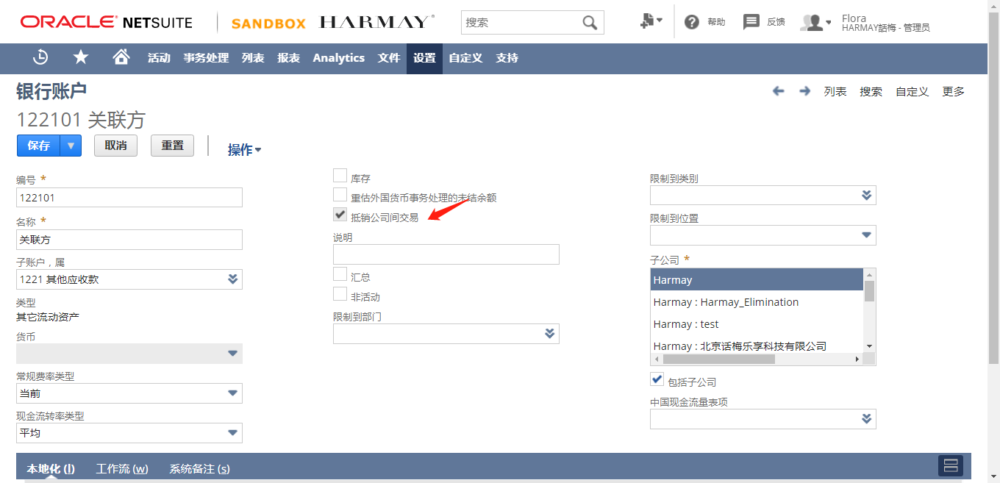 ORACLE NETSUITE SANDBOX HARMAY 搜索 帮助 反馈 Flora
HARMAY話梅 - 管理员
活动 事务处理 列表 报表 Analytics 文件 设置 自定义 支持
银行账户
列表 搜索 自定义 更多
122101 关联方
保存 取消 重置 操作
编号 *
122101
名称 *
关联方
子账户，属
1221 其他应收款
类型
其它流动资产
货币
常规费率类型
当前
现金流转率类型
平均
库存
重估外国货币事务处理的未结余额
抵销公司间交易
说明
汇总
非活动
限制到部门
限制到类别
限制到位置
子公司 *
Harmay
Harmay : Harmay_Elimination
Harmay : test
Harmay : 北京话梅乐享科技有限公司
包括子公司
中国现金流量表项
本地化 (l) 工作流 (w) 系统备注 (s)